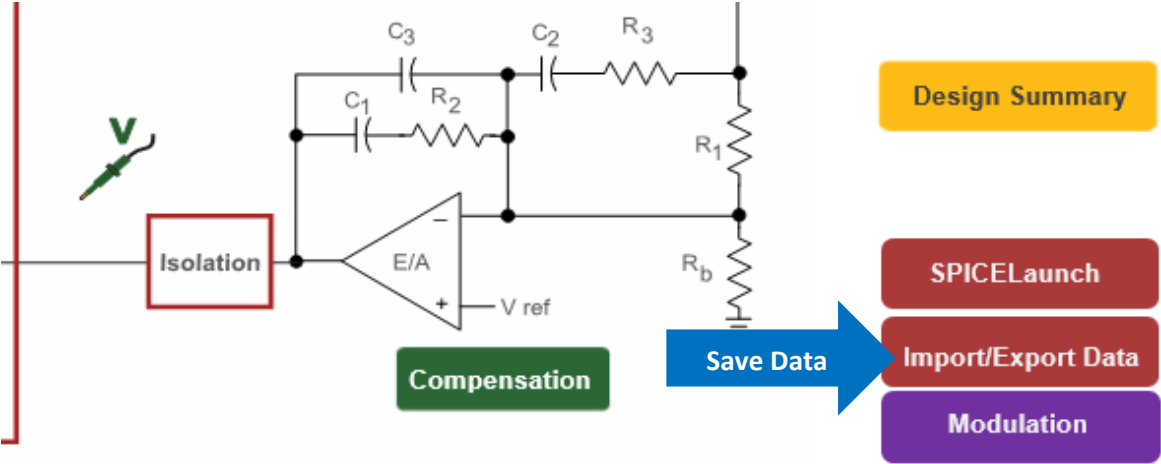 C3
C2
R3
C1
R2
V
R1
Isolation
E/A
−
+
V ref
Rb
Compensation
Design Summary
SPICELaunch
Save Data
Import/Export Data
Modulation